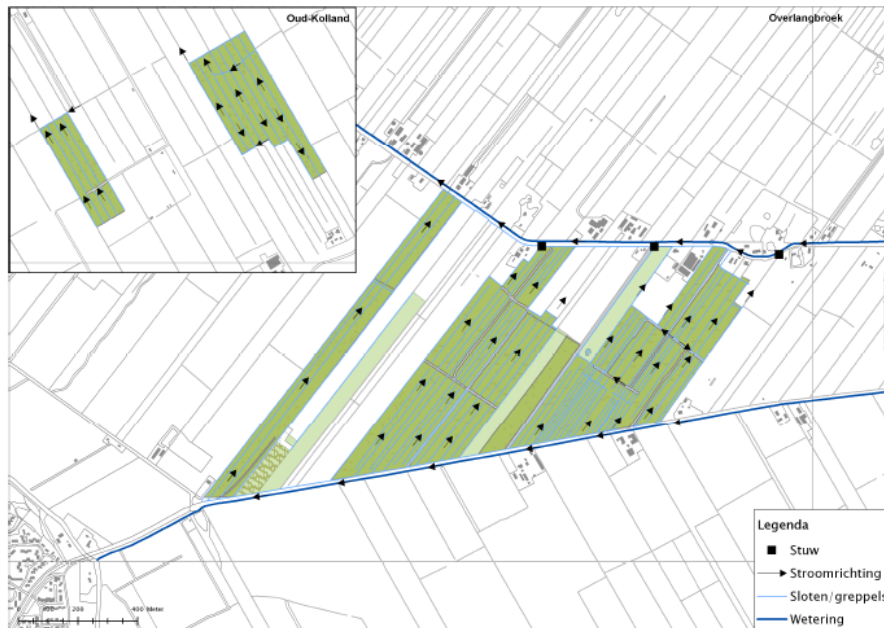 Oud-Kolland
Overlangbroek
Legenda
Stuw
Stroomrichting
Sloten/greppels
Wetering
200
400 Meter